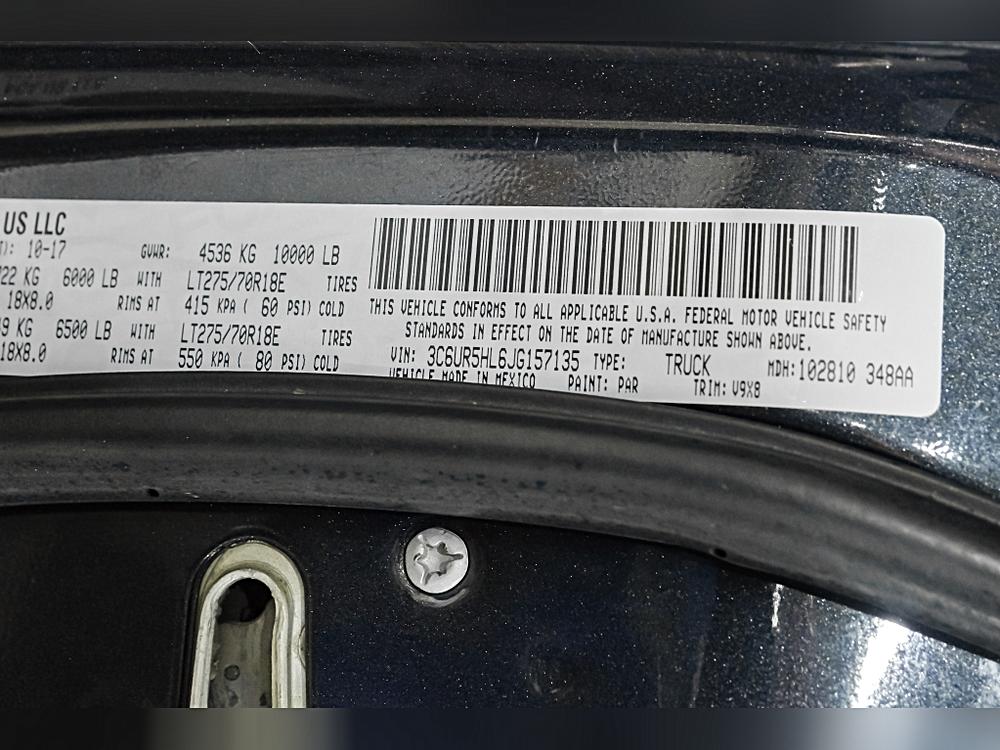 US LLC
T): 10-17 GVWR: 4536 KG 10000 LB
722 KG 6000 LB WITH LT275/70R18E TIRES
18X8.0 RIMS AT 415 KPA ( 60 PSI) COLD
9 KG 6500 LB WITH LT275/70R18E TIRES
18X8.0 RIMS AT 550 KPA ( 80 PSI) COLD
THIS VEHICLE CONFORMS TO ALL APPLICABLE U.S.A. FEDERAL MOTOR VEHICLE SAFETY
STANDARDS IN EFFECT ON THE DATE OF MANUFACTURE SHOWN ABOVE.
VIN: 3C6UR5HL6JG157135 TYPE: TRUCK MDH:102810 348AA
VEHICLE MADE IN MEXICO PAINT: PAR TRIM: V9X8